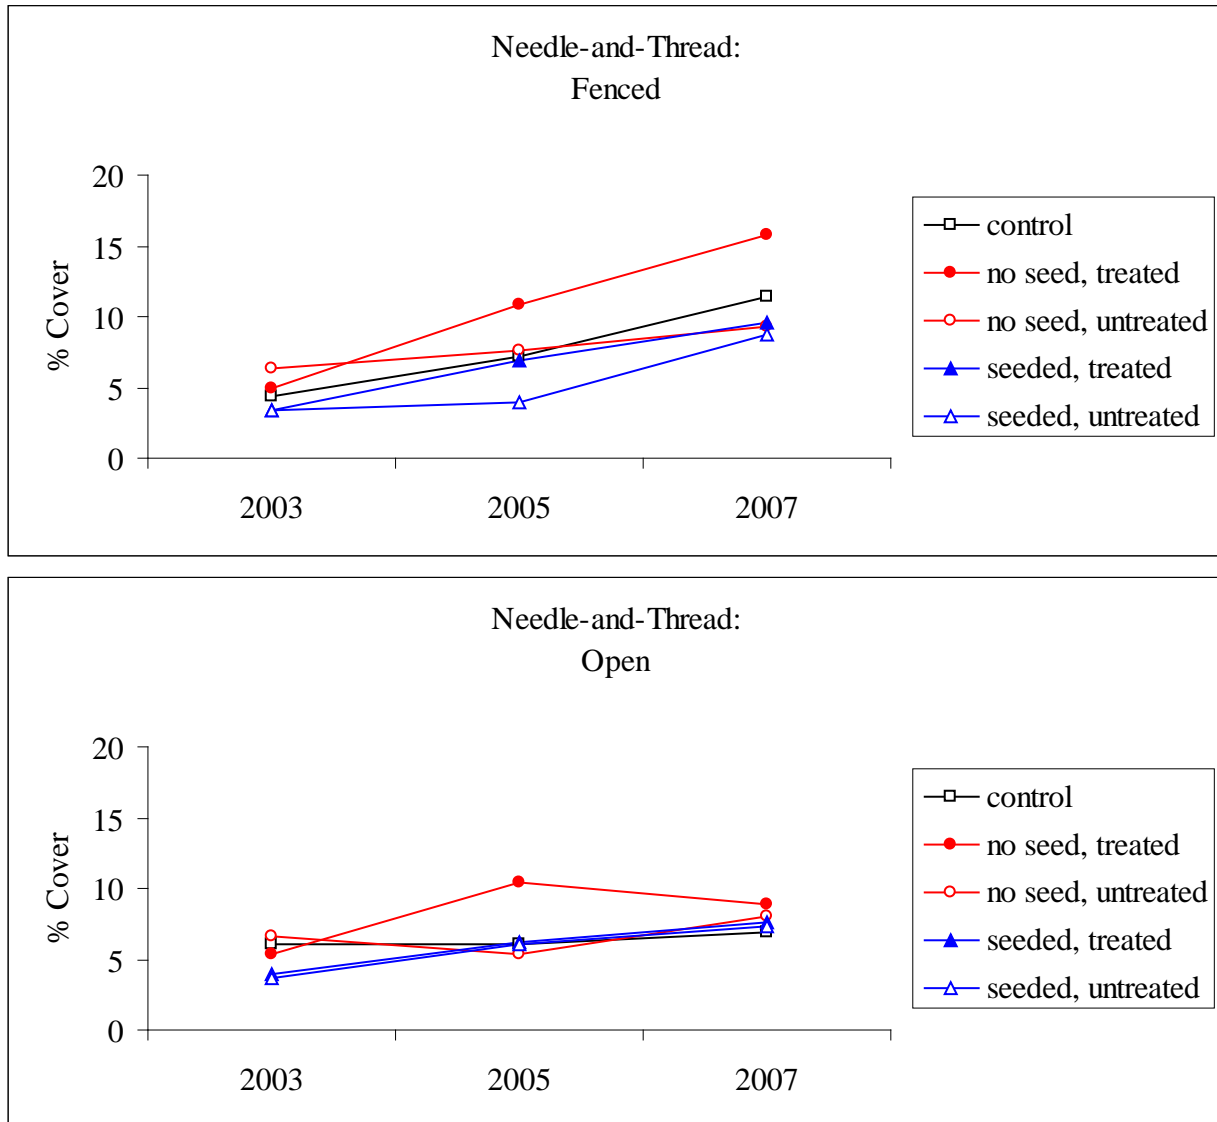 Needle-and-Thread:
Fenced
20
15
10
5
0
% Cover
2003 2005 2007
control
no seed, treated
no seed, untreated
seeded, treated
seeded, untreated
Needle-and-Thread:
Open
20
15
10
5
0
% Cover
2003 2005 2007
control
no seed, treated
no seed, untreated
seeded, treated
seeded, untreated